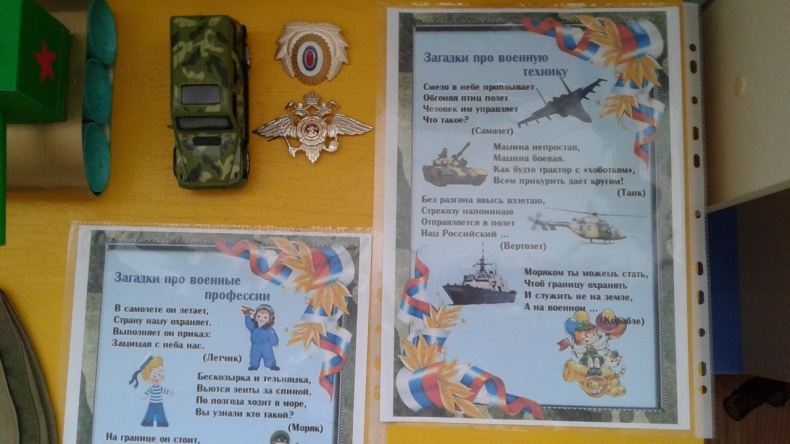 Загадки про военную
технику
Смело в небе проплывает
Обгоняя птиц полет
Человек им управляет
Что такое?
(Самолет)
Машина непростая,
Машина боевая.
Как будто трактор с «хоботком»,
Всем прикурить дает кругом!
(Танк)
Без разгона ввысь взлетаю,
Стрекозу напоминаю
Отправляется в полет
Наш Российский ...
(Вертолет)
Моряком ты можешь стать,
Чтоб границу охранять
И служить не на земле,
А на военном ...
(Корабле)
Загадки про военные
профессии
В самолете он летает,
Страну нашу охраняет.
Выполняет он приказ:
Защищая с неба нас.
(Летчик)
Бескозырка и тельняшка,
Вьются ленты за спиной.
По полгода ходит в море,
Вы узнали кто такой?
(Моряк)
На границе он стоит,